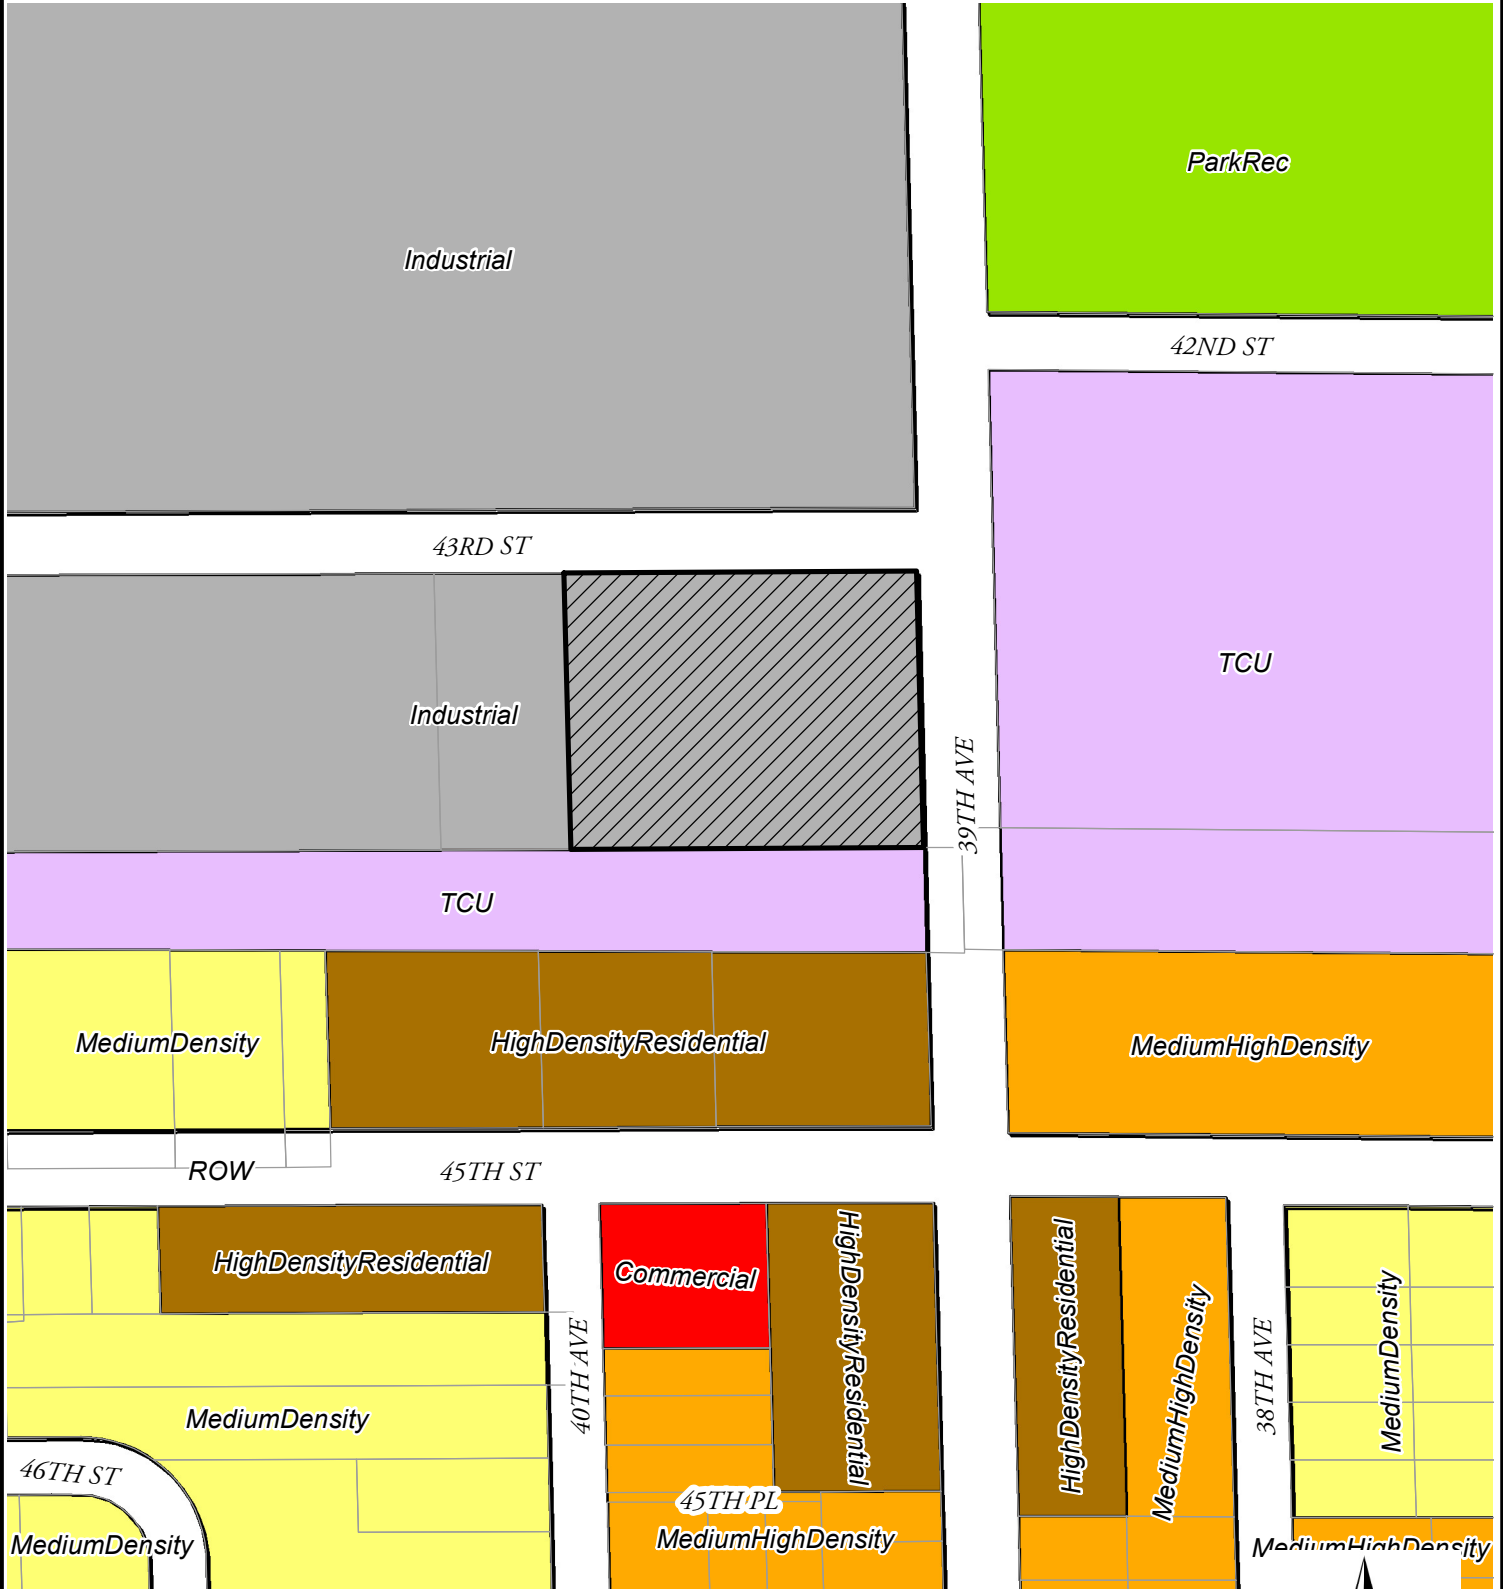 ParkRec
Industrial
42ND ST
43RD ST
TCU
Industrial
39TH AVE
TCU
MediumDensity
HighDensityResidential
MediumHighDensity
ROW
45TH ST
HighDensityResidential
Commercial
HighDensityResidential
HighDensityResidential
MediumHighDensity
38TH AVE
MediumDensity
40TH AVE
MediumDensity
46TH ST
45TH PL
MediumDensity
MediumHighDensity
MediumHighDensity